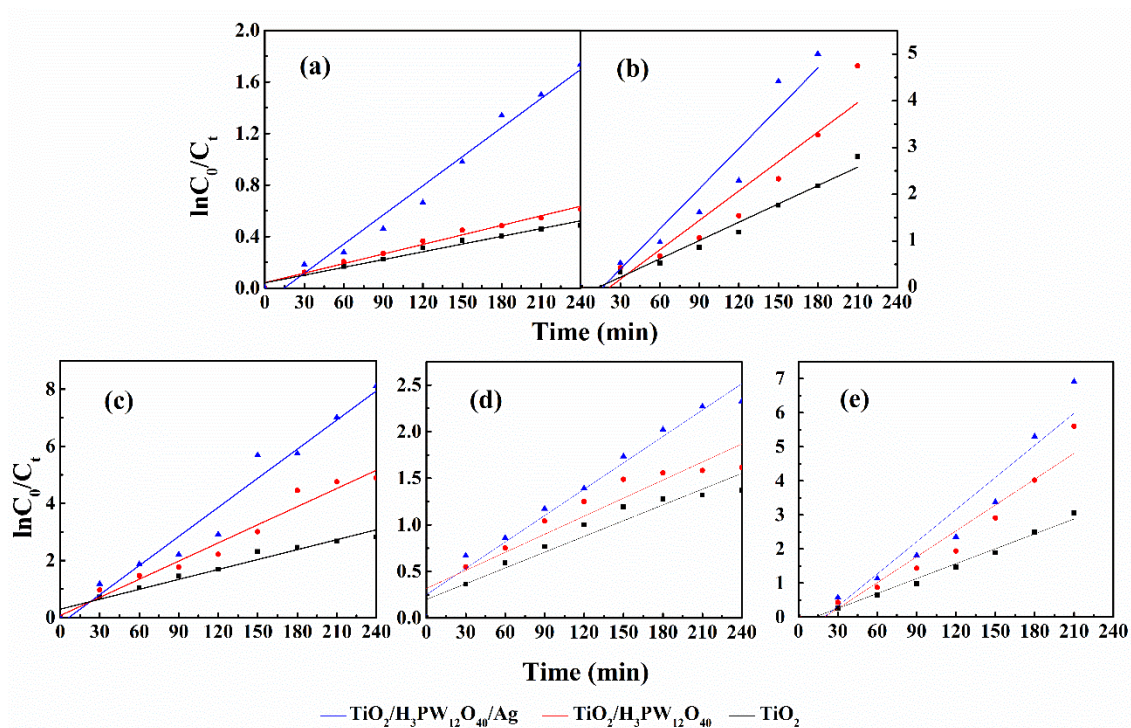 (a)
(b)
lnC₀/Cₜ
2.0
1.6
1.2
0.8
0.4
0.0
5
4
3
2
1
0
0 30 60 90 120 150 180 210 240
30 60 90 120 150 180 210 240
Time (min)
(c)
(d)
(e)
lnC₀/Cₜ
8
6
4
2
0
2.5
2.0
1.5
1.0
0.5
0.0
7
6
5
4
3
2
1
0
0 30 60 90 120 150 180 210 240
0 30 60 90 120 150 180 210 240
0 30 60 90 120 150 180 210 240
Time (min)
TiO₂/H₃PW₁₂O₄₀/Ag TiO₂/H₃PW₁₂O₄₀ TiO₂